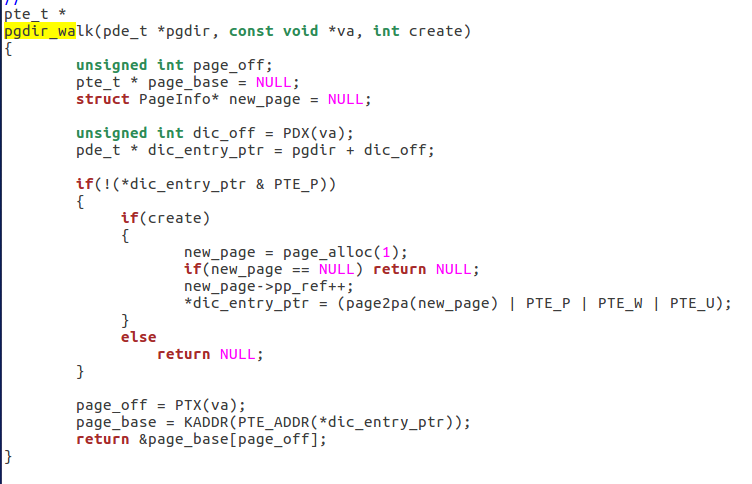 //
pte_t *
pgdir_walk(pde_t *pgdir, const void *va, int create)
{
        unsigned int page_off;
        pte_t * page_base = NULL;
        struct PageInfo* new_page = NULL;

        unsigned int dic_off = PDX(va);
        pde_t * dic_entry_ptr = pgdir + dic_off;

        if(!(*dic_entry_ptr & PTE_P))
        {
             if(create)
             {
                    new_page = page_alloc(1);
                    if(new_page == NULL) return NULL;
                    new_page->pp_ref++;
                    *dic_entry_ptr = (page2pa(new_page) | PTE_P | PTE_W | PTE_U);
             }
             else
                 return NULL;
        }

        page_off = PTX(va);
        page_base = KADDR(PTE_ADDR(*dic_entry_ptr));
        return &page_base[page_off];
}